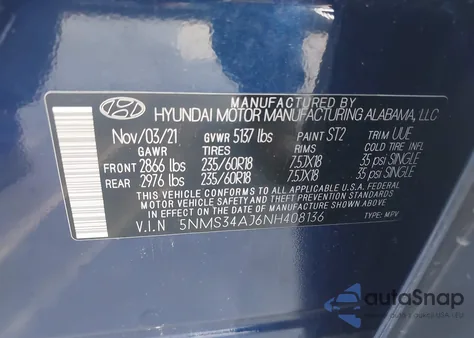 MANUFACTURED BY
HYUNDAI MOTOR MANUFACTURING ALABAMA, LLC
Nov/03/21 GVWR 5137 lbs PAINT ST2 TRIM UUE
GAWR TIRES RIMS COLD TIRE INFL
FRONT 2866 lbs 235/60R18 7.5JX18 35 psi SINGLE
REAR 2976 lbs 235/60R18 7.5JX18 35 psi SINGLE
THIS VEHICLE CONFORMS TO ALL APPLICABLE U.S.A. FEDERAL
MOTOR VEHICLE SAFETY AND THEFT PREVENTION STANDARDS
IN EFFECT ON THE DATE OF MANUFACTURE SHOWN ABOVE.
V.I.N 5NMS34AJ6NH408136 TYPE: MPV
autoSnap